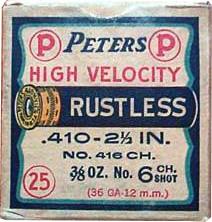 P PETERS P
HIGH VELOCITY
RUSTLESS
.410-2½ IN.
NO. 416 CH.
⅜ OZ. No. 6 CH. SHOT
25
(36 GA-12 m.m.)